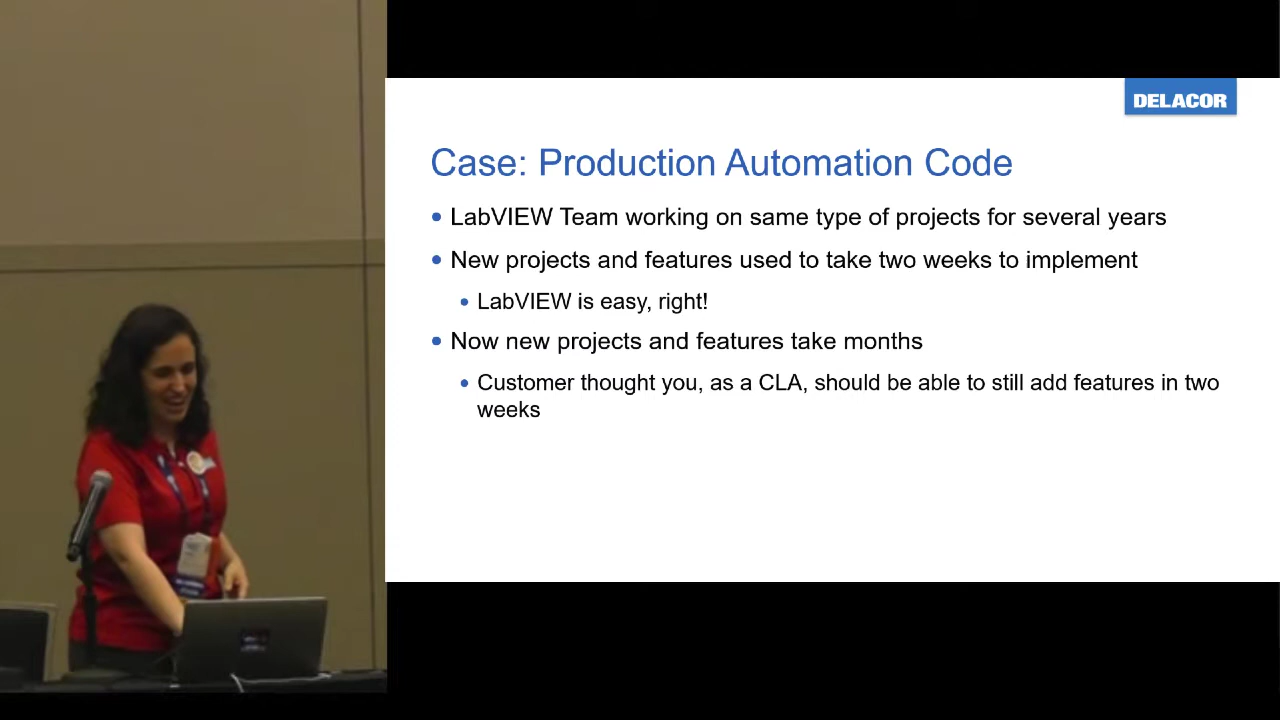 DELACOR
Case: Production Automation Code
• LabVIEW Team working on same type of projects for several years
• New projects and features used to take two weeks to implement
• LabVIEW is easy, right!
• Now new projects and features take months
• Customer thought you, as a CLA, should be able to still add features in two
weeks